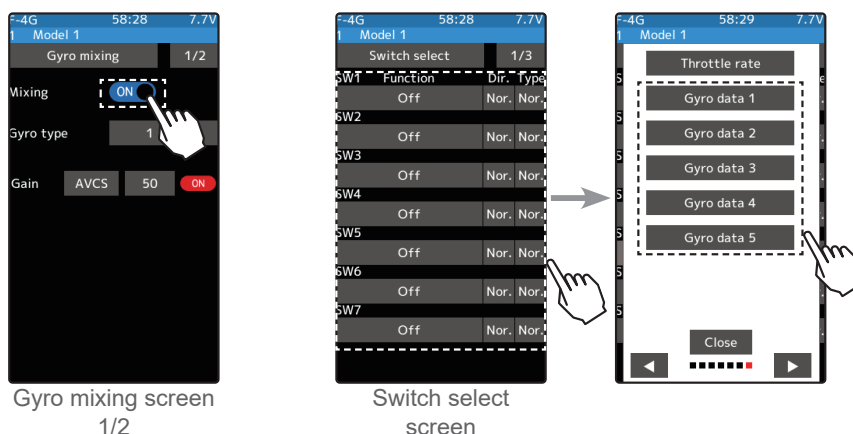 F-4G 58:28 7.7V
1 Model 1
Gyro mixing 1/2
Mixing ON
Gyro type 1
Gain AVCS 50 ON
Gyro mixing screen
1/2
F-4G 58:28 7.7V
1 Model 1
Switch select 1/3
SW1 Function Dir. Type
Off Nor. Nor.
SW2
Off Nor. Nor.
SW3
Off Nor. Nor.
SW4
Off Nor. Nor.
SW5
Off Nor. Nor.
SW6
Off Nor. Nor.
SW7
Off Nor. Nor.
Switch select
screen
-4G 58:29 7.7V
1 Model 1
Throttle rate
Gyro data 1
Gyro data 2
Gyro data 3
Gyro data 4
Gyro data 5
Close